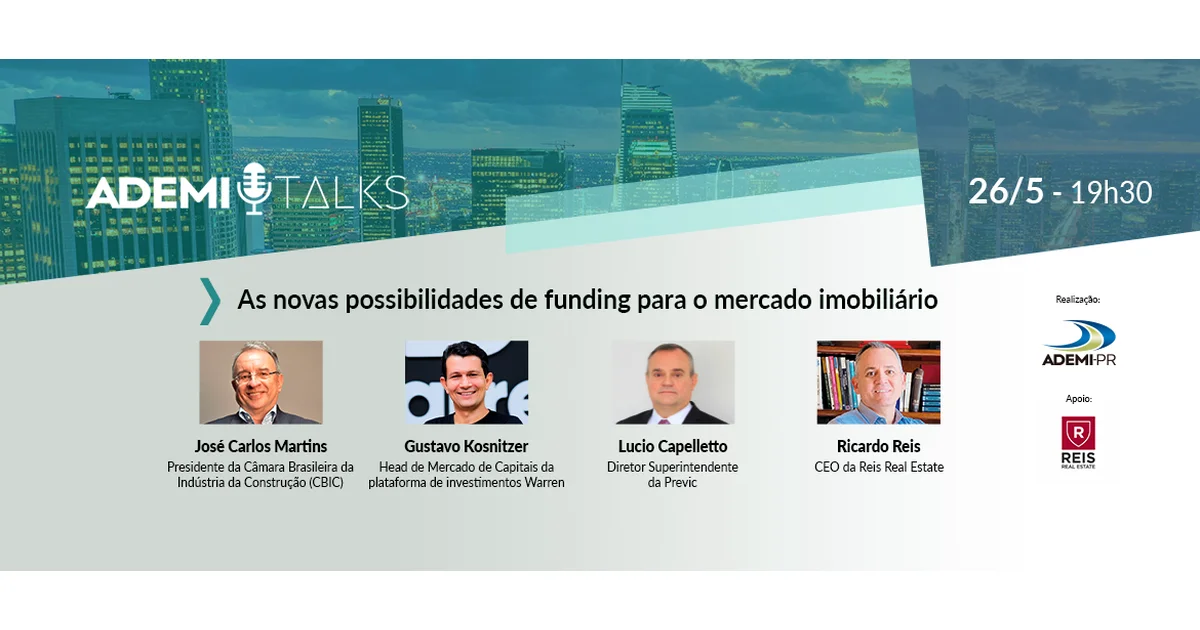 ADEMI TALKS
26/5 - 19h30
As novas possibilidades de funding para o mercado imobiliário
José Carlos Martins
Presidente da Câmara Brasileira da
Indústria da Construção (CBIC)
Gustavo Kosnitzer
Head de Mercado de Capitais da
plataforma de investimentos Warren
Lucio Capelletto
Diretor Superintendente
da Previc
Ricardo Reis
CEO da Reis Real Estate
Realização:
ADEMI-PR
Apoio:
R
REIS
REAL ESTATE